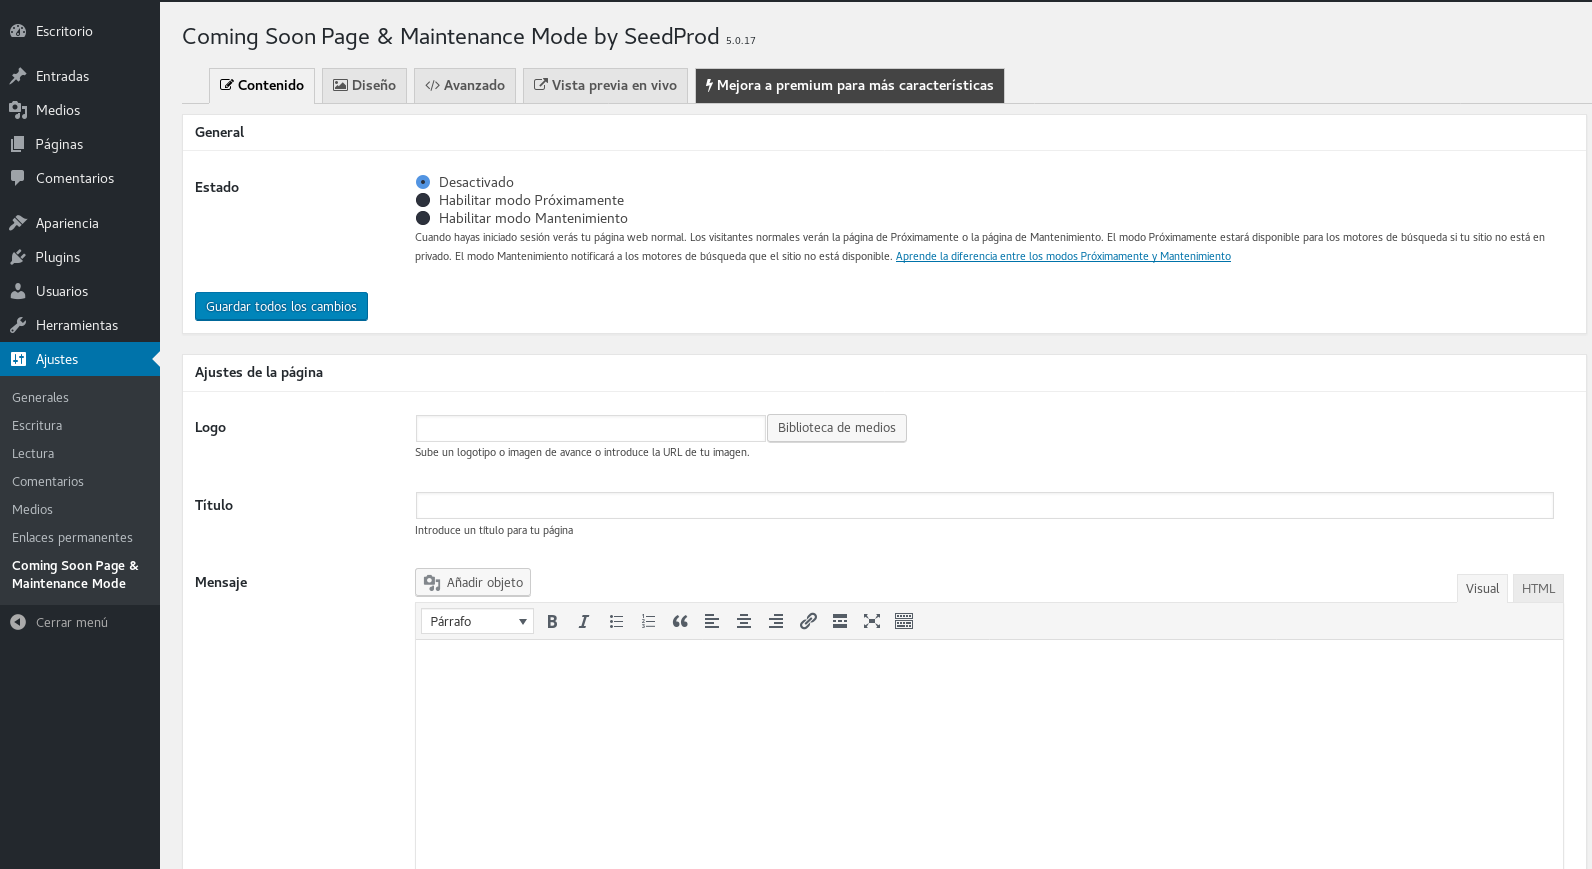 Escritorio
Entradas
Medios
Páginas
Comentarios
Apariencia
Plugins
Usuarios
Herramientas
Ajustes
Generales
Escritura
Lectura
Comentarios
Medios
Enlaces permanentes
Coming Soon Page &
Maintenance Mode
Cerrar menú
Coming Soon Page & Maintenance Mode by SeedProd 5.0.17
Contenido
Diseño
Avanzado
Vista previa en vivo
Mejora a premium para más características
General
Estado
Desactivado
Habilitar modo Próximamente
Habilitar modo Mantenimiento
Cuando hayas iniciado sesión verás tu página web normal. Los visitantes normales verán la página de Próximamente o la página de Mantenimiento. El modo Próximamente estará disponible para los motores de búsqueda si tu sitio no está en
privado. El modo Mantenimiento notificará a los motores de búsqueda que el sitio no está disponible. Aprende la diferencia entre los modos Próximamente y Mantenimiento
Guardar todos los cambios
Ajustes de la página
Logo
Biblioteca de medios
Sube un logotipo o imagen de avance o introduce la URL de tu imagen.
Título
Introduce un título para tu página
Mensaje
Añadir objeto
Visual
HTML
Párrafo